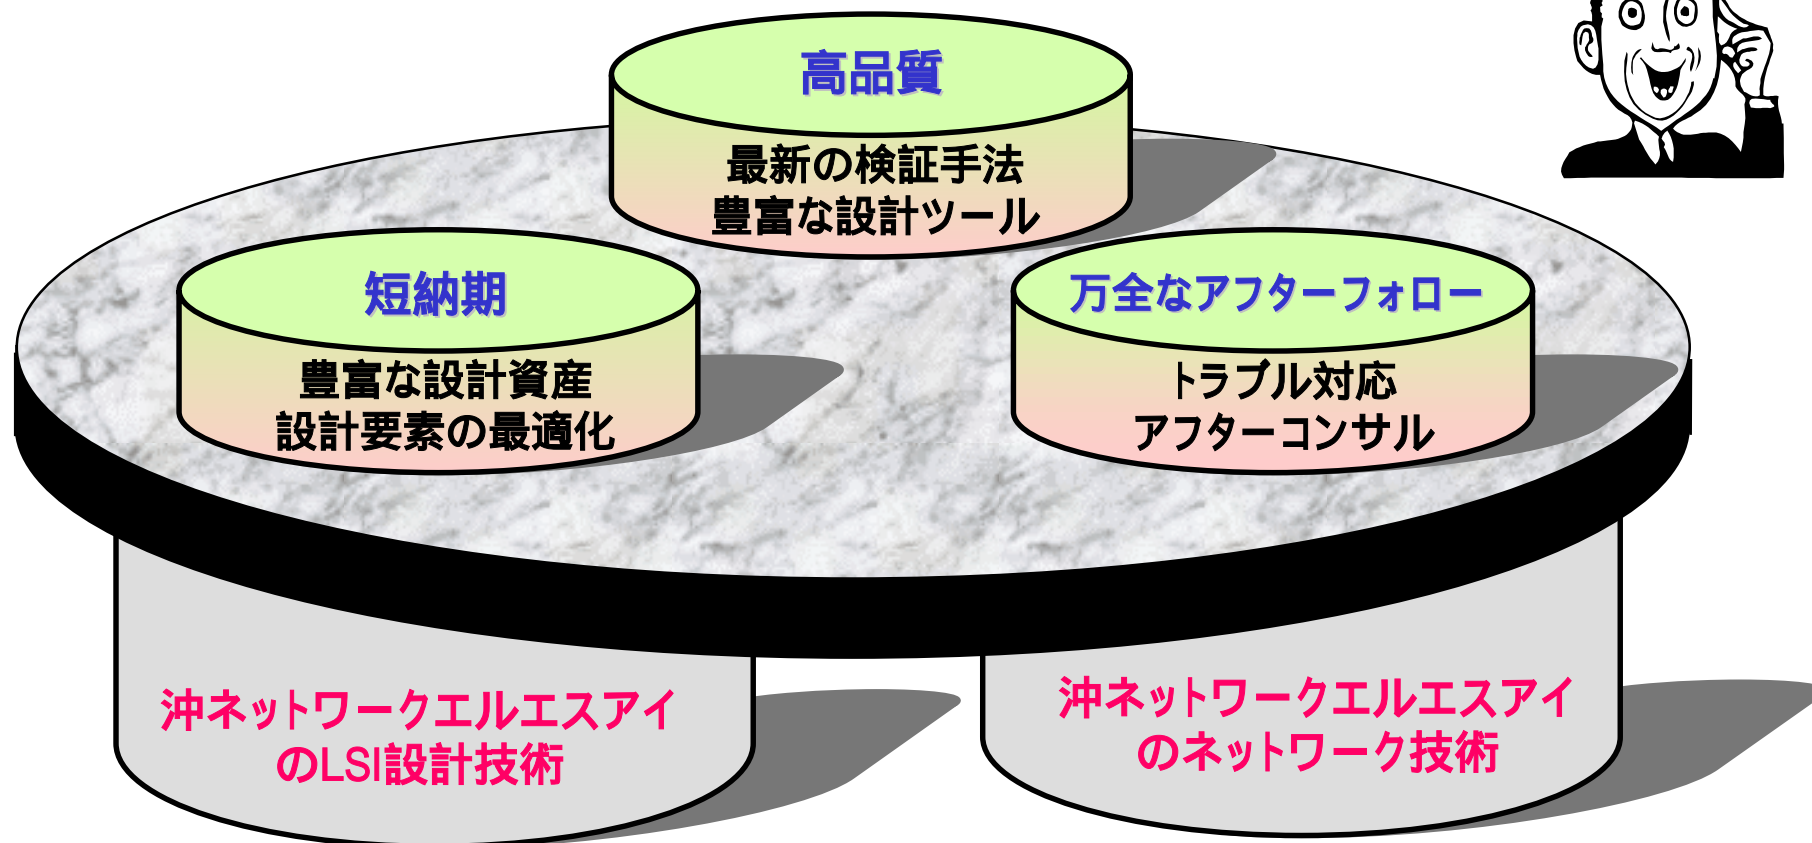 高品質
最新の検証手法
豊富な設計ツール
短納期
豊富な設計資産
設計要素の最適化
万全なアフターフォロー
トラブル対応
アフターコンサル
沖ネットワークエルエスアイ
のLSI設計技術
沖ネットワークエルエスアイ
のネットワーク技術